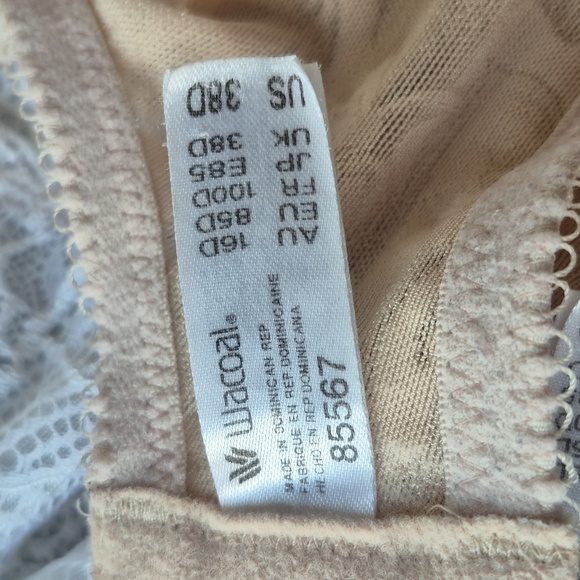 US 38D
UK 38D
JP E85
FR 100D
EU 85D
AU 16D
Wacoal®
MADE IN DOMINICAN REP
FABRIQUE EN REP DOMINICAINE
HECHO EN REP DOMINICANA
85567